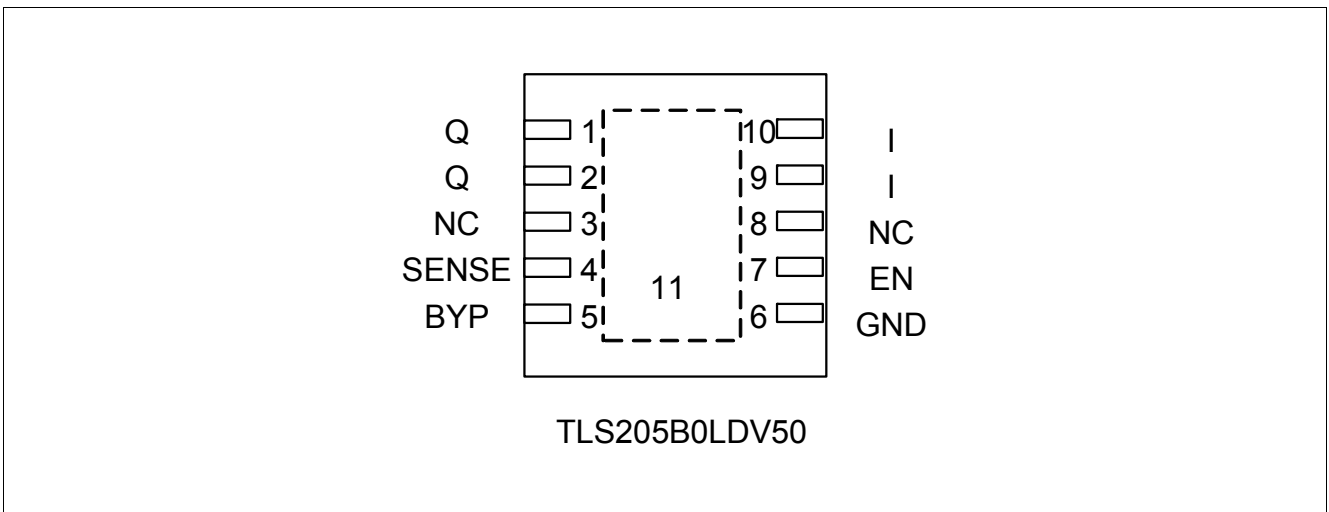 Q 1 10 I
Q 2 9 I
NC 3 8 NC
SENSE 4 7 EN
11
BYP 5 6 GND
TLS205B0LDV50